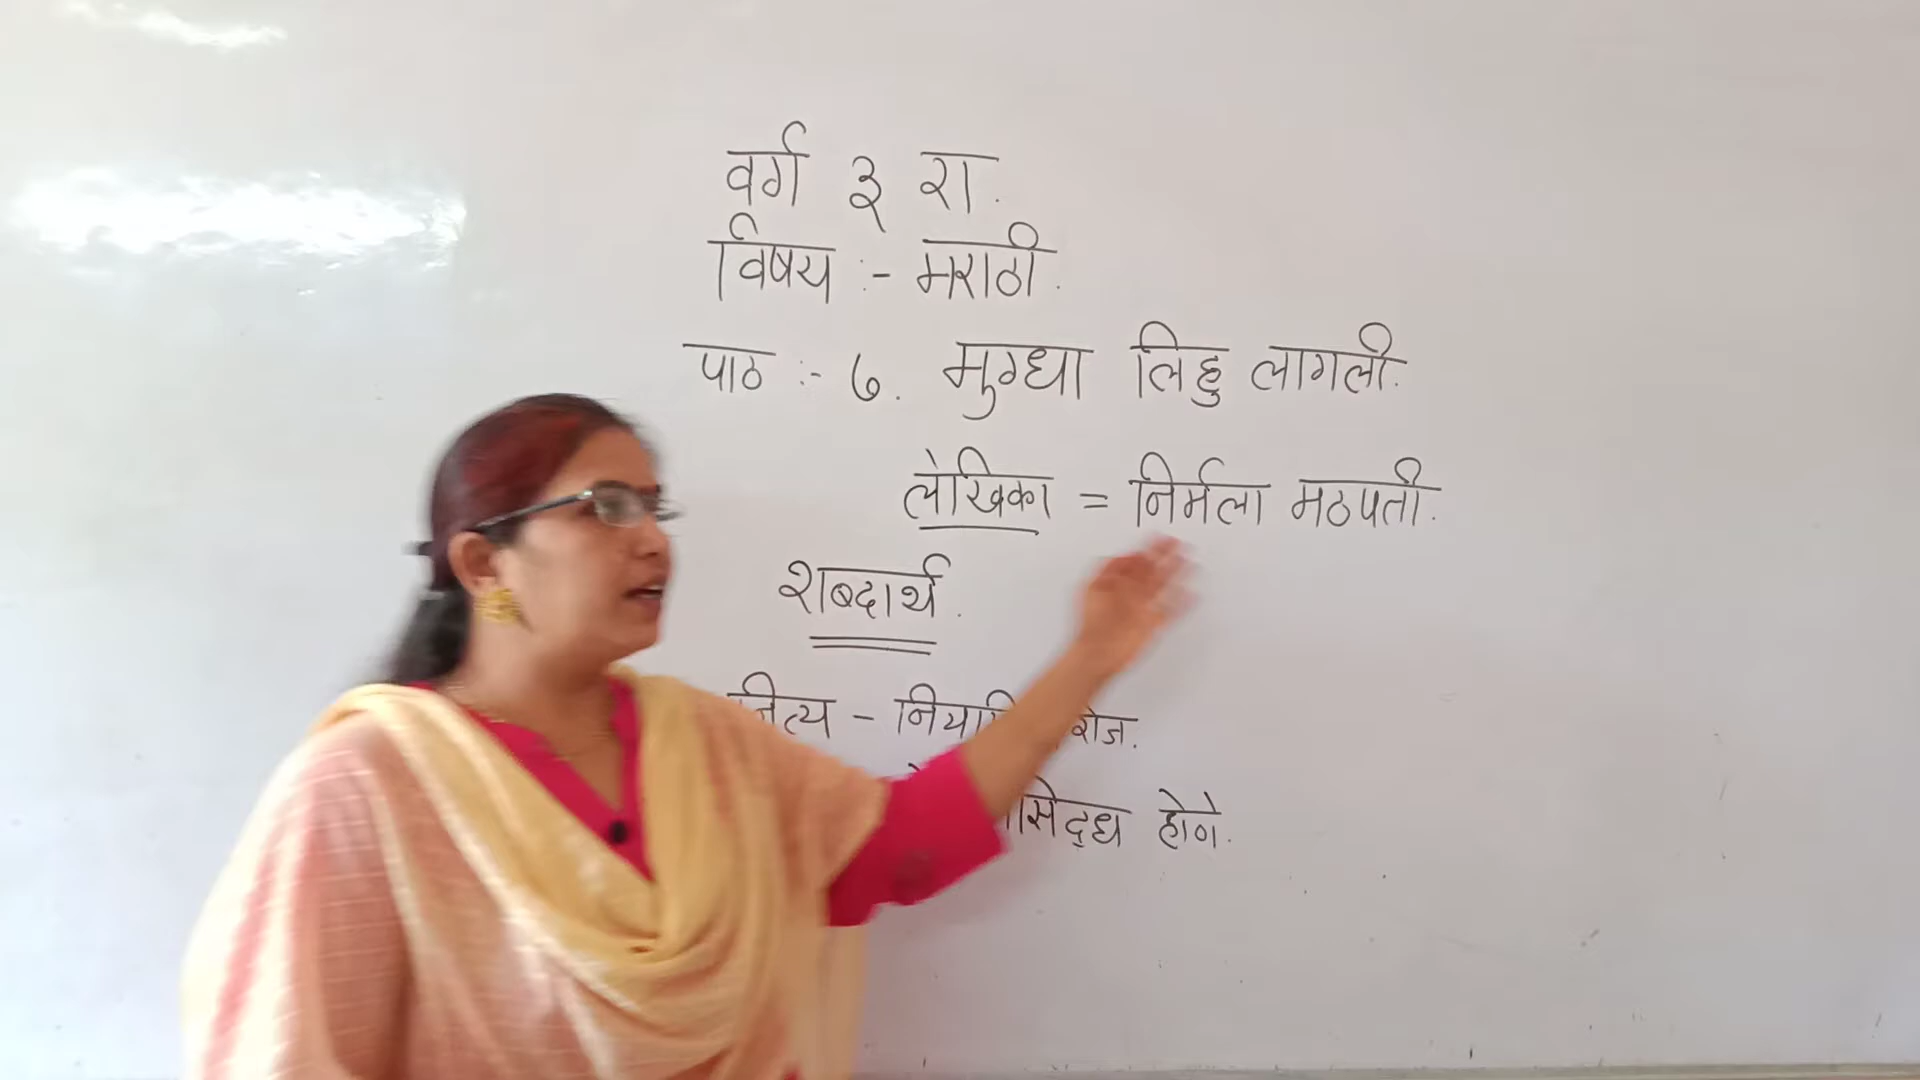 वर्ग ३ रा.
विषय :- मराठी.
पाठ :- ७. मुग्धा लिहु लागली.
लेखिका = निर्मला मठपती.
शब्दार्थ.
नित्य - रोज.
होणे.